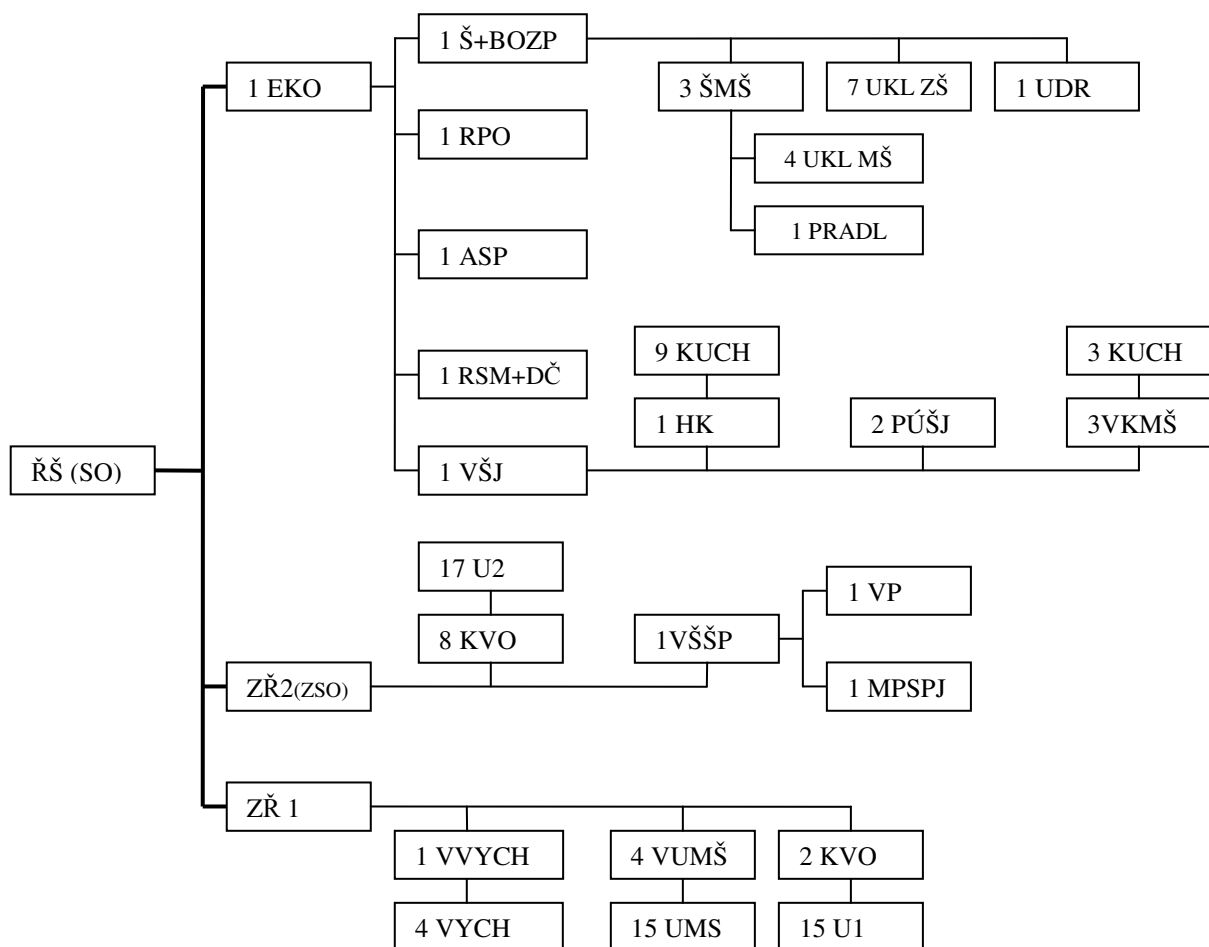 1 Š+BOZP
1 EKO
3 ŠMŠ
7 UKL ZŠ
1 UDR
1 RPO
4 UKL MŠ
1 PRADL
1 ASP
9 KUCH
3 KUCH
1 RSM+DČ
1 HK
2 PÚŠJ
3VKMŠ
ŘŠ (SO)
1 VŠJ
17 U2
1 VP
8 KVO
1VŠŠP
ZŘ2(ZSO)
1 MPSPJ
ZŘ 1
1 VVYCH
4 VUMŠ
2 KVO
4 VYCH
15 UMS
15 U1